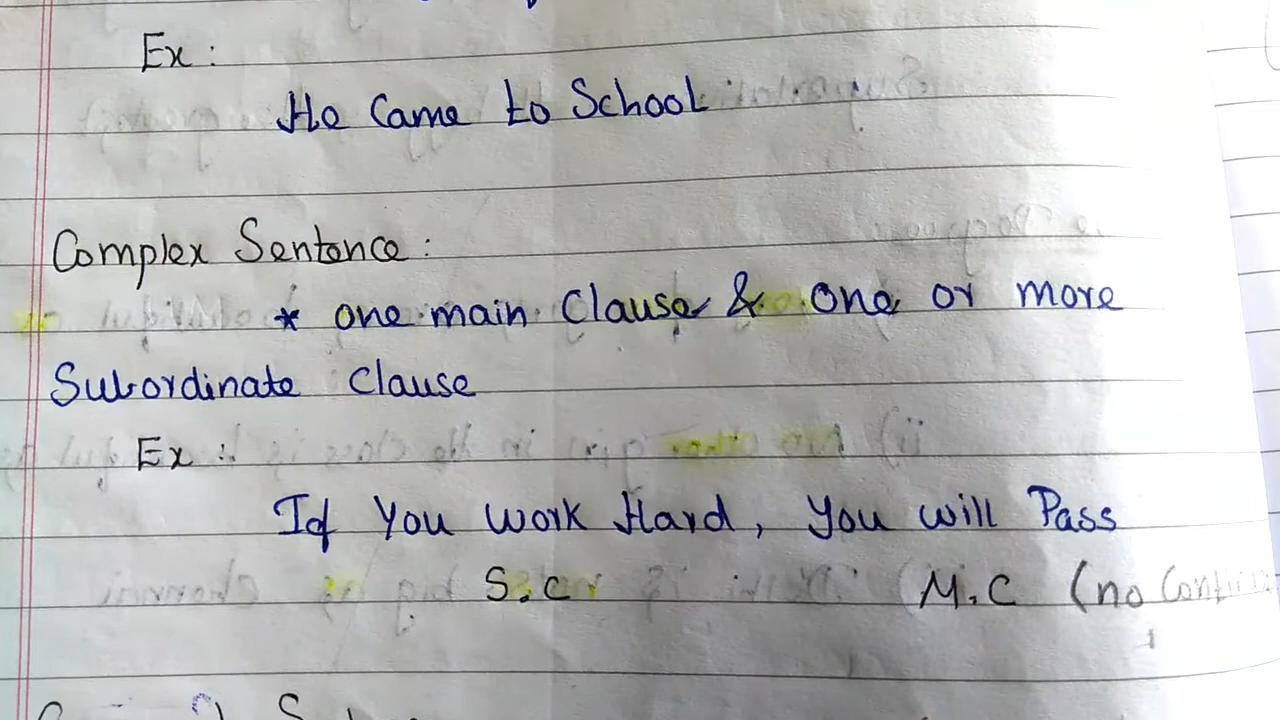 Ex :
He Came to School
Complex Sentence :
* one main Clause & one or more
Subordinate Clause
Ex :
If You work Hard, You will Pass
S.C M.C (no